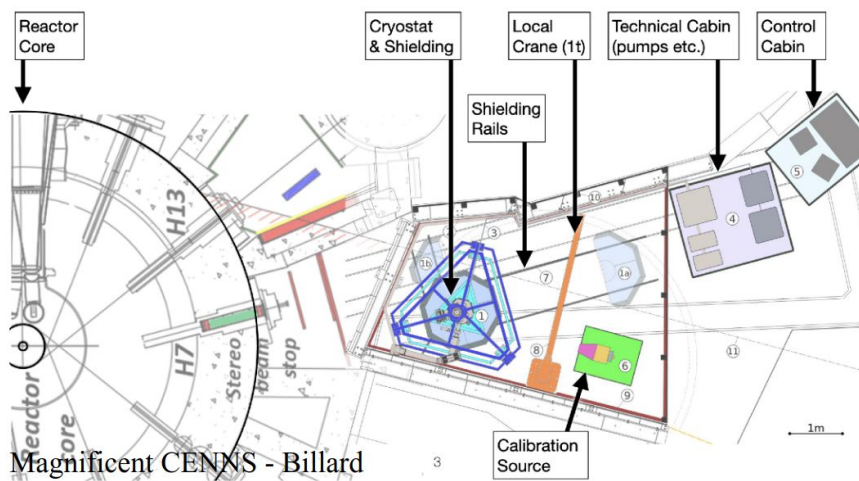 Reactor
Core
Cryostat
& Shielding
Local
Crane (1t)
Technical Cabin
(pumps etc.)
Control
Cabin
Shielding
Rails
H13
H7
Stereo
beam
stop
Reactor
core
1b
3
10
7
1a
4
5
1
8
6
9
11
Calibration
Source
1m
Magnificent CENNS - Billard
3